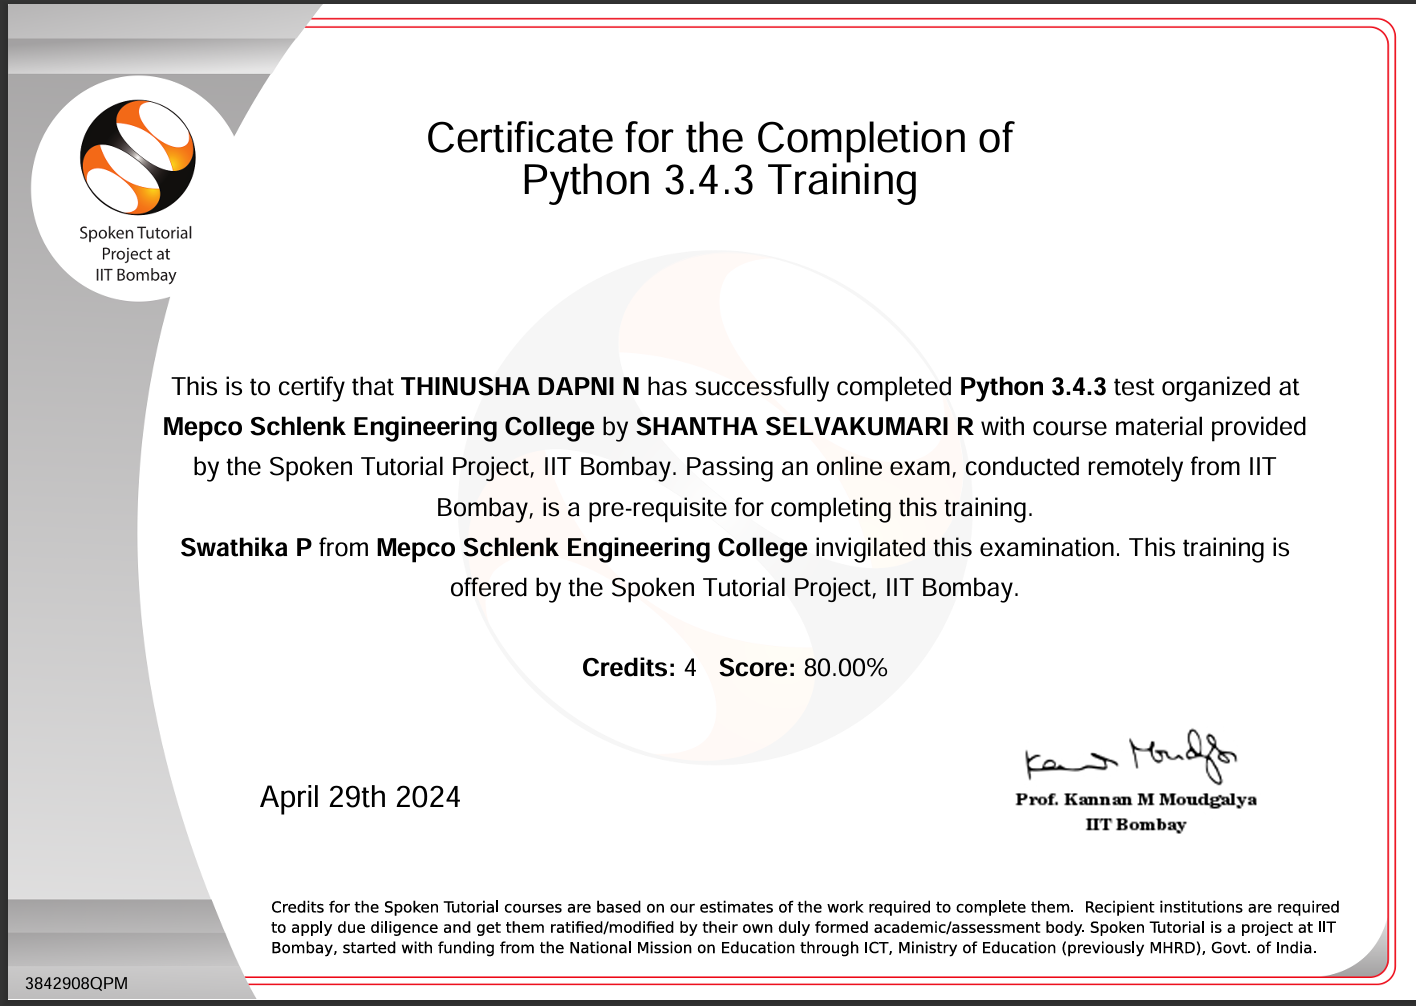 Spoken Tutorial
Project at
IIT Bombay
Certificate for the Completion of
Python 3.4.3 Training
This is to certify that THINUSHA DAPNI N has successfully completed Python 3.4.3 test organized at
Mepco Schlenk Engineering College by SHANTHA SELVAKUMARI R with course material provided
by the Spoken Tutorial Project, IIT Bombay. Passing an online exam, conducted remotely from IIT
Bombay, is a pre-requisite for completing this training.
Swathika P from Mepco Schlenk Engineering College invigilated this examination. This training is
offered by the Spoken Tutorial Project, IIT Bombay.
Credits: 4 Score: 80.00%
April 29th 2024
Kannan Moudgalya
Prof. Kannan M Moudgalya
IIT Bombay
Credits for the Spoken Tutorial courses are based on our estimates of the work required to complete them. Recipient institutions are required
to apply due diligence and get them ratified/modified by their own duly formed academic/assessment body. Spoken Tutorial is a project at IIT
Bombay, started with funding from the National Mission on Education through ICT, Ministry of Education (previously MHRD), Govt. of India.
3842908QPM